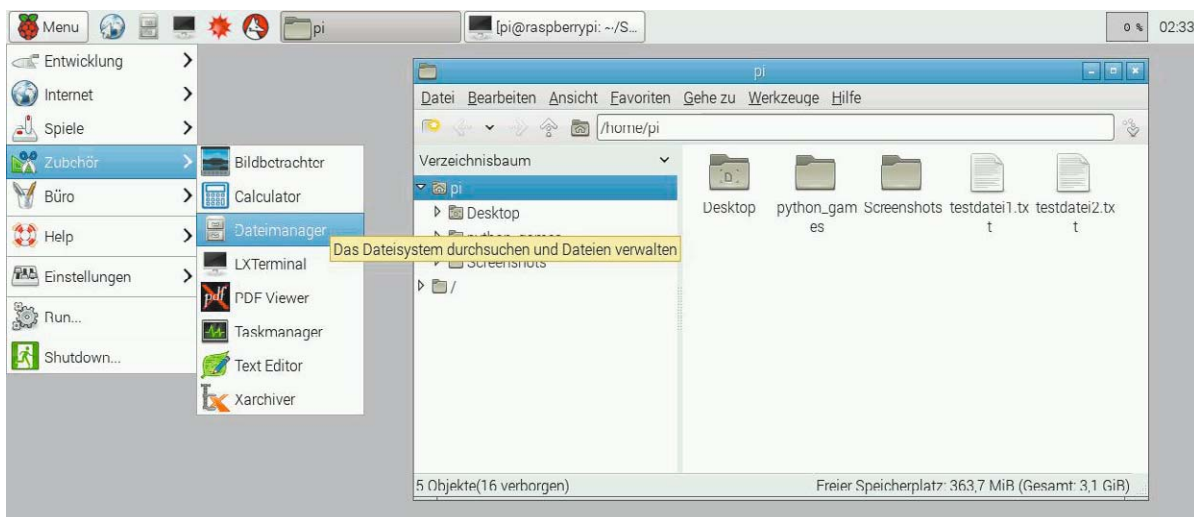 Menu
pi
[pi@raspberrypi: ~/S...
0 %
02:33
Entwicklung
Internet
Spiele
Zubehör
Büro
Help
Einstellungen
Run...
Shutdown...
Bildbetrachter
Calculator
Dateimanager
LXTerminal
PDF Viewer
Taskmanager
Text Editor
Xarchiver
Das Dateisystem durchsuchen und Dateien verwalten
pi
Datei Bearbeiten Ansicht Favoriten Gehe zu Werkzeuge Hilfe
/home/pi
Verzeichnisbaum
pi
Desktop
python_games
Screenshots
/
Desktop python_gam Screenshots testdatei1.tx testdatei2.tx
es t t
5 Objekte(16 verborgen)
Freier Speicherplatz: 363,7 MiB (Gesamt: 3,1 GiB)